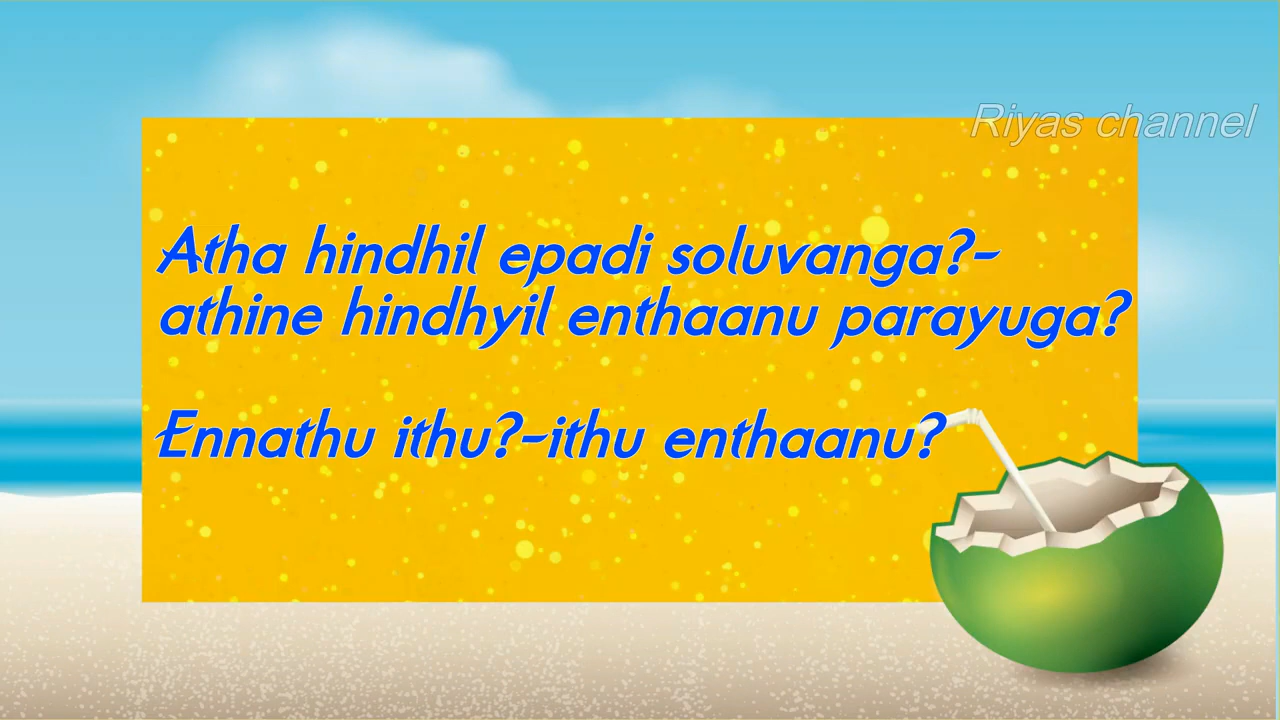 Riyas channel
Atha hindhil epadi soluvanga?-
athine hindhyil enthaanu parayuga?
Ennathu ithu?-ithu enthaanu?